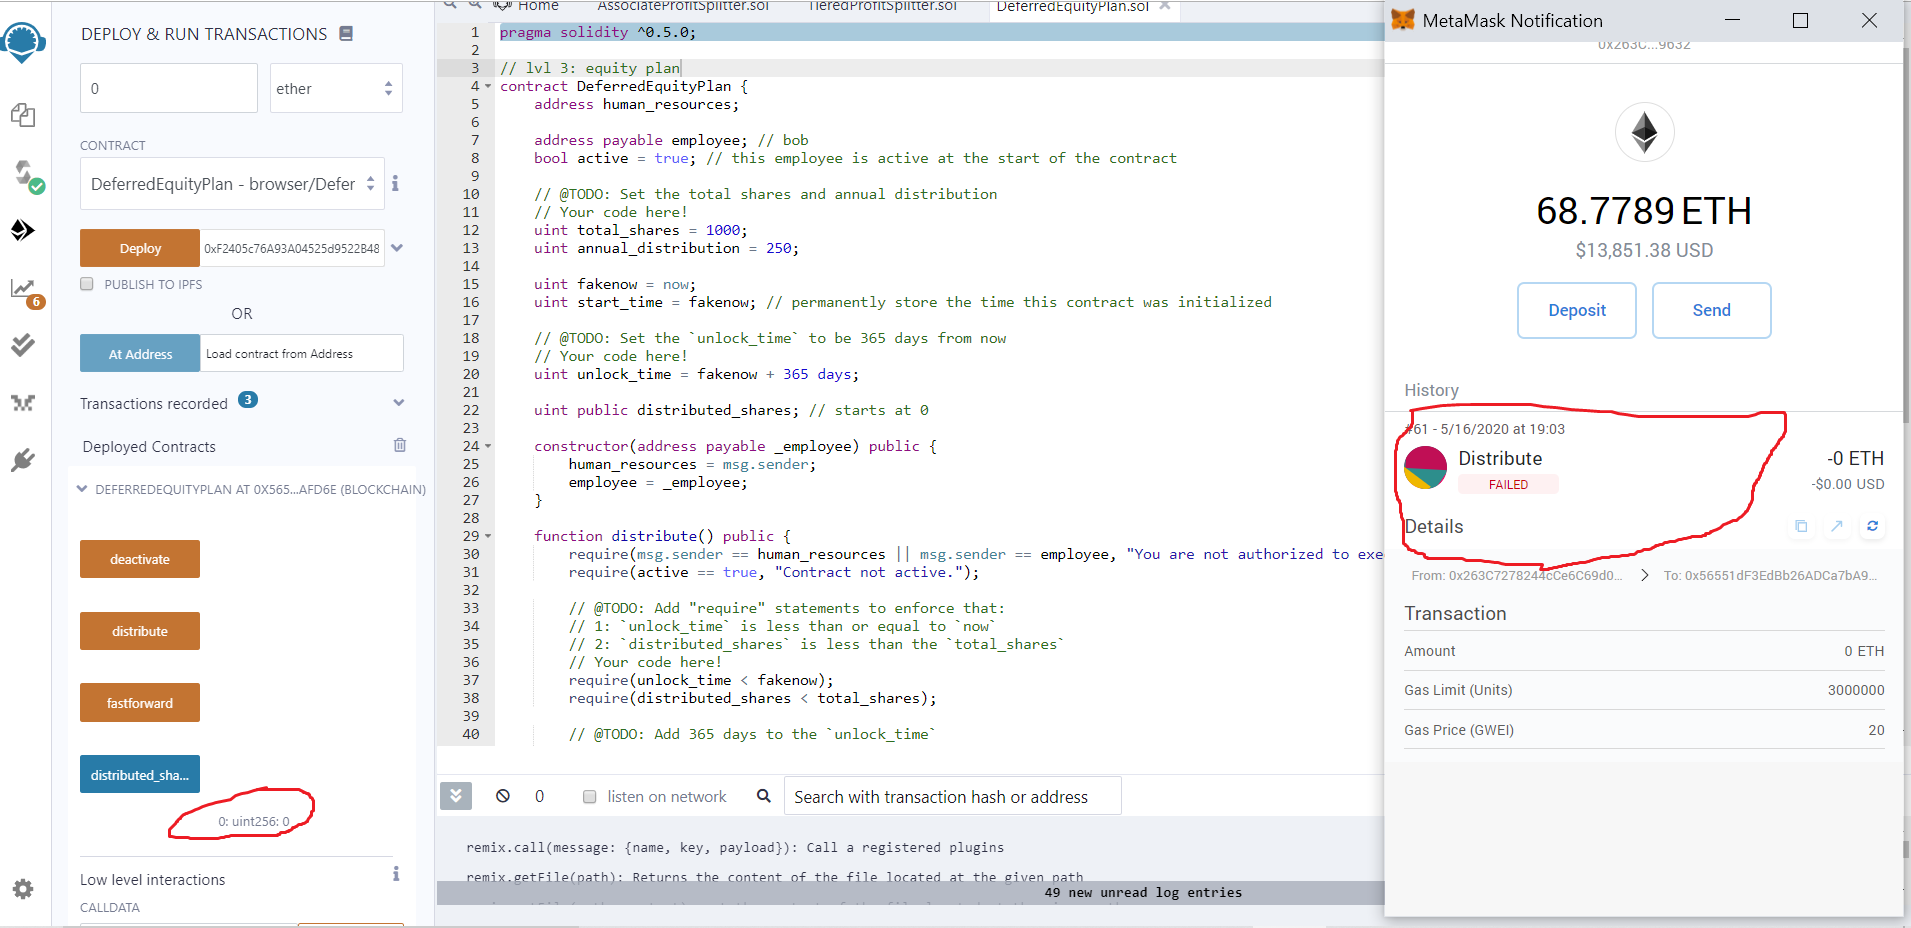 DEPLOY & RUN TRANSACTIONS
0
ether
CONTRACT
DeferredEquityPlan - browser/Defer
Deploy
0xF2405c76A93A04525d9522B48
PUBLISH TO IPFS
OR
At Address
Load contract from Address
Transactions recorded 3
Deployed Contracts
DEFERREDEQUITYPLAN AT 0X565...AFD6E (BLOCKCHAIN)
deactivate
distribute
fastforward
distributed_sha...
0: uint256: 0
Low level interactions
CALLDATA
6
Home
AssociateProfitSplitter.sol
TieredProfitSplitter.sol
DeferredEquityPlan.sol
1 pragma solidity ^0.5.0;
2
3 // lvl 3: equity plan
4 contract DeferredEquityPlan {
5 address human_resources;
6
7 address payable employee; // bob
8 bool active = true; // this employee is active at the start of the contract
9
10 // @TODO: Set the total shares and annual distribution
11 // Your code here!
12 uint total_shares = 1000;
13 uint annual_distribution = 250;
14
15 uint fakenow = now;
16 uint start_time = fakenow; // permanently store the time this contract was initialized
17
18 // @TODO: Set the `unlock_time` to be 365 days from now
19 // Your code here!
20 uint unlock_time = fakenow + 365 days;
21
22 uint public distributed_shares; // starts at 0
23
24 constructor(address payable _employee) public {
25 human_resources = msg.sender;
26 employee = _employee;
27 }
28
29 function distribute() public {
30 require(msg.sender == human_resources || msg.sender == employee, "You are not authorized to exe
31 require(active == true, "Contract not active.");
32
33 // @TODO: Add "require" statements to enforce that:
34 // 1: `unlock_time` is less than or equal to `now`
35 // 2: `distributed_shares` is less than the `total_shares`
36 // Your code here!
37 require(unlock_time < fakenow);
38 require(distributed_shares < total_shares);
39
40 // @TODO: Add 365 days to the `unlock_time`
0
listen on network
Search with transaction hash or address
remix.call(message: {name, key, payload}): Call a registered plugins
remix.getFile(path): Returns the content of the file located at the given path
49 new unread log entries
MetaMask Notification
0x263C...9632
68.7789 ETH
$13,851.38 USD
Deposit
Send
History
#61 - 5/16/2020 at 19:03
Distribute
-0 ETH
FAILED
-$0.00 USD
Details
From: 0x263C7278244cCe6C69d0...
To: 0x56551dF3EdBb26ADCa7bA9...
Transaction
Amount 0 ETH
Gas Limit (Units) 3000000
Gas Price (GWEI) 20